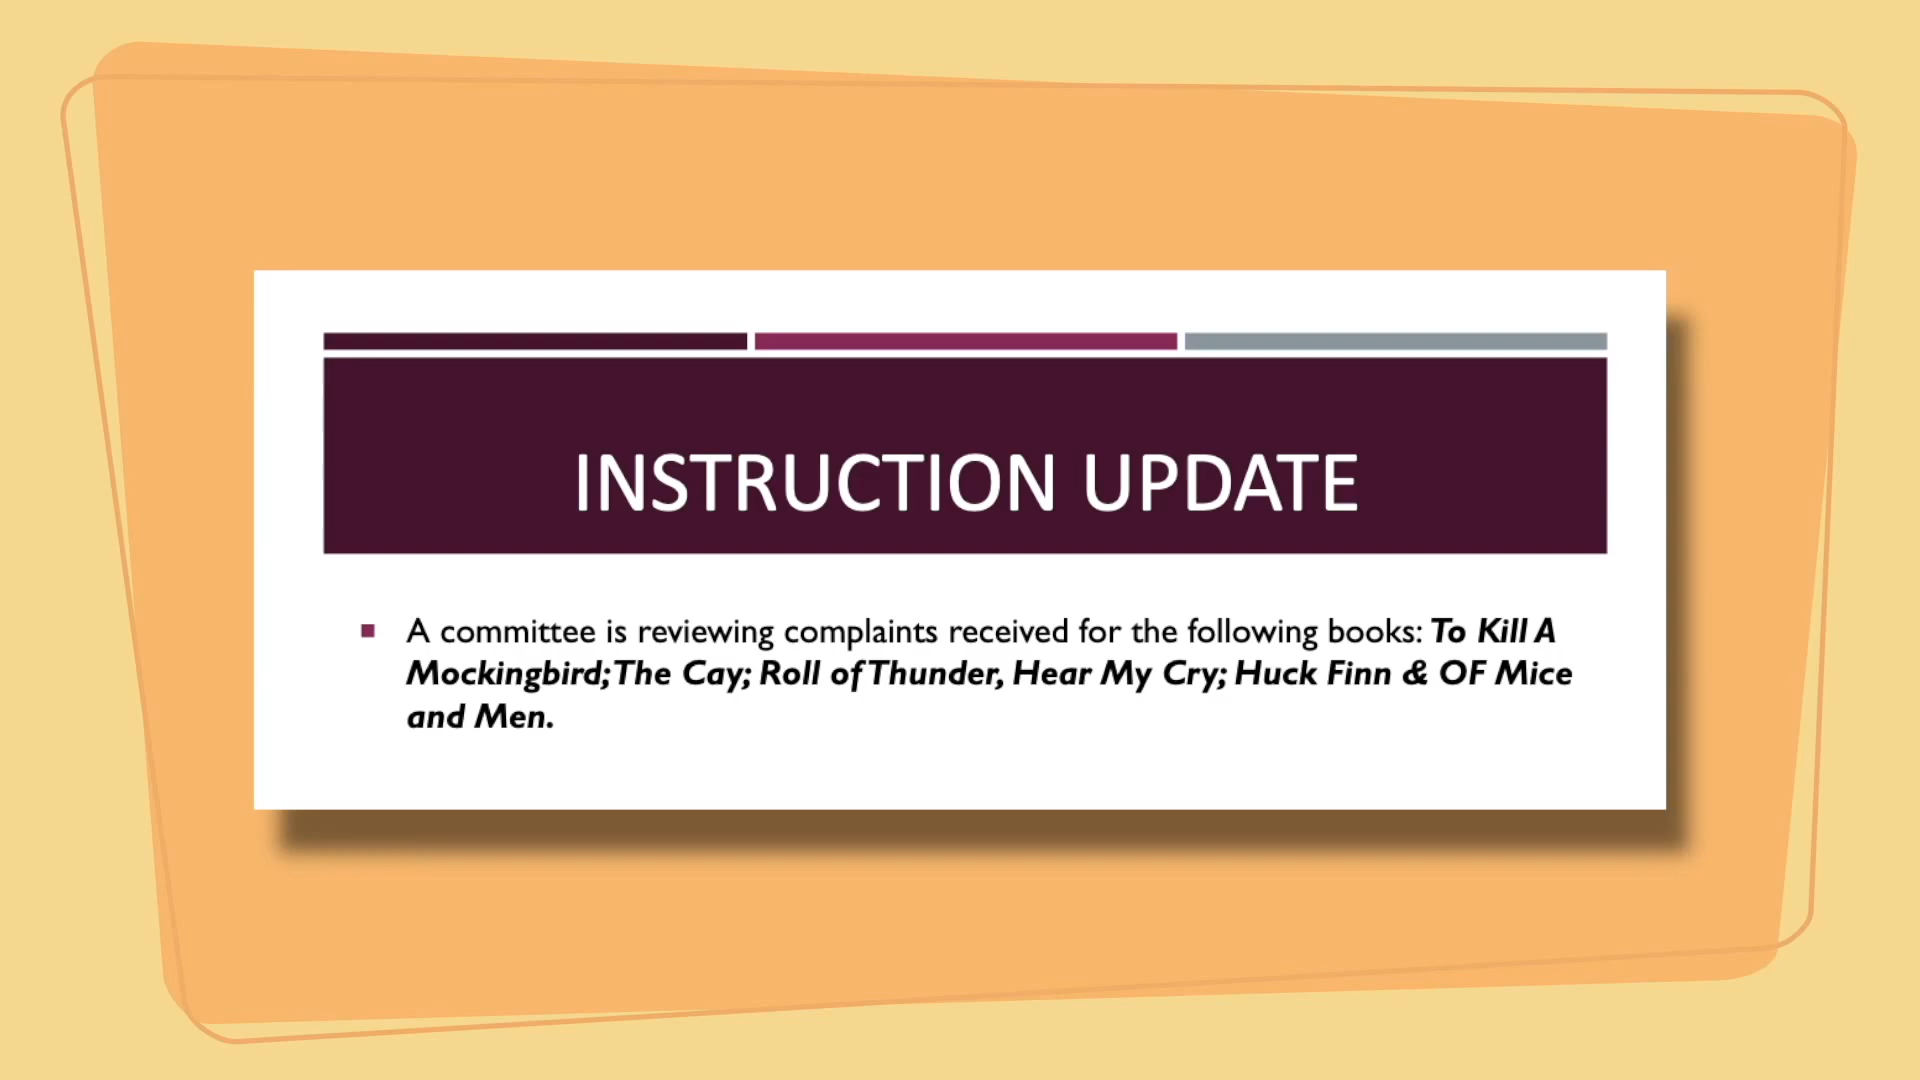 INSTRUCTION UPDATE
A committee is reviewing complaints received for the following books: To Kill A
Mockingbird; The Cay; Roll of Thunder, Hear My Cry; Huck Finn & OF Mice
and Men.